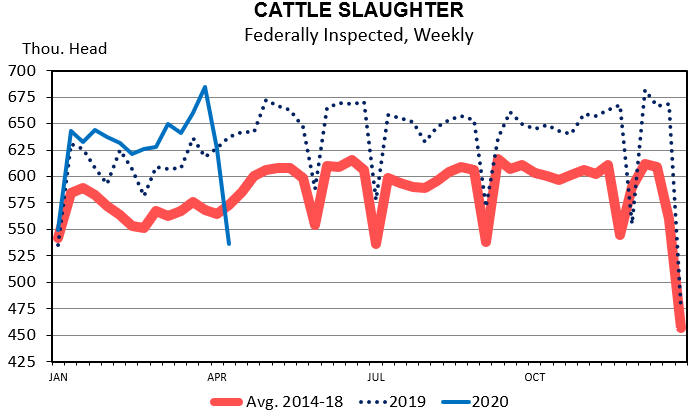 CATTLE SLAUGHTER
Federally Inspected, Weekly
Thou. Head
700
675
650
625
600
575
550
525
500
475
450
425
JAN APR JUL OCT
Avg. 2014-18 2019 2020